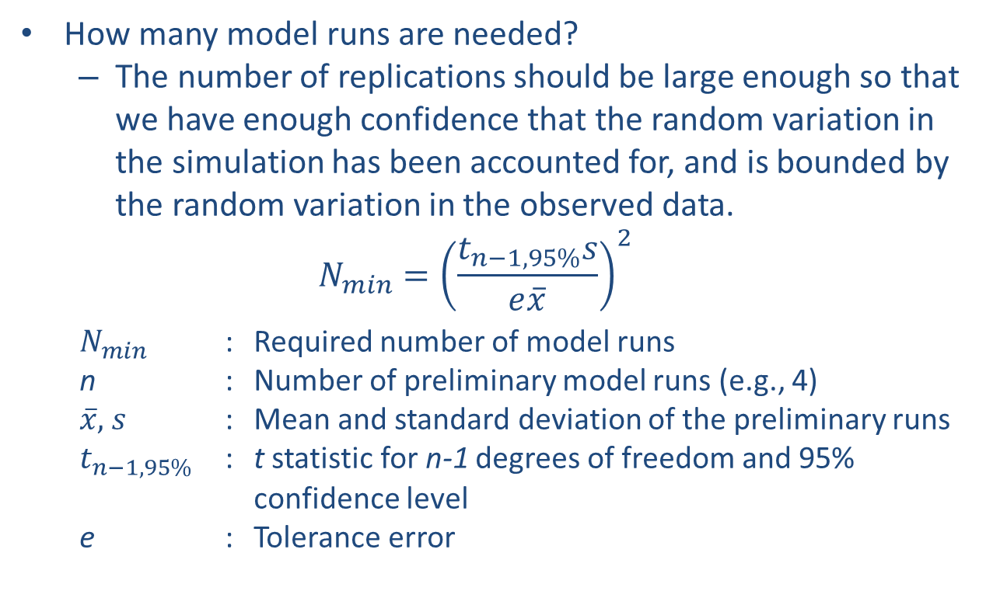 • How many model runs are needed?
– The number of replications should be large enough so that
we have enough confidence that the random variation in
the simulation has been accounted for, and is bounded by
the random variation in the observed data.
N_{min} = \left(\frac{t_{n-1,95\%}s}{e\bar{x}}\right)^2
N_{min} : Required number of model runs
n : Number of preliminary model runs (e.g., 4)
x̄, s : Mean and standard deviation of the preliminary runs
t_{n−1,95%} : t statistic for n-1 degrees of freedom and 95%
confidence level
e : Tolerance error